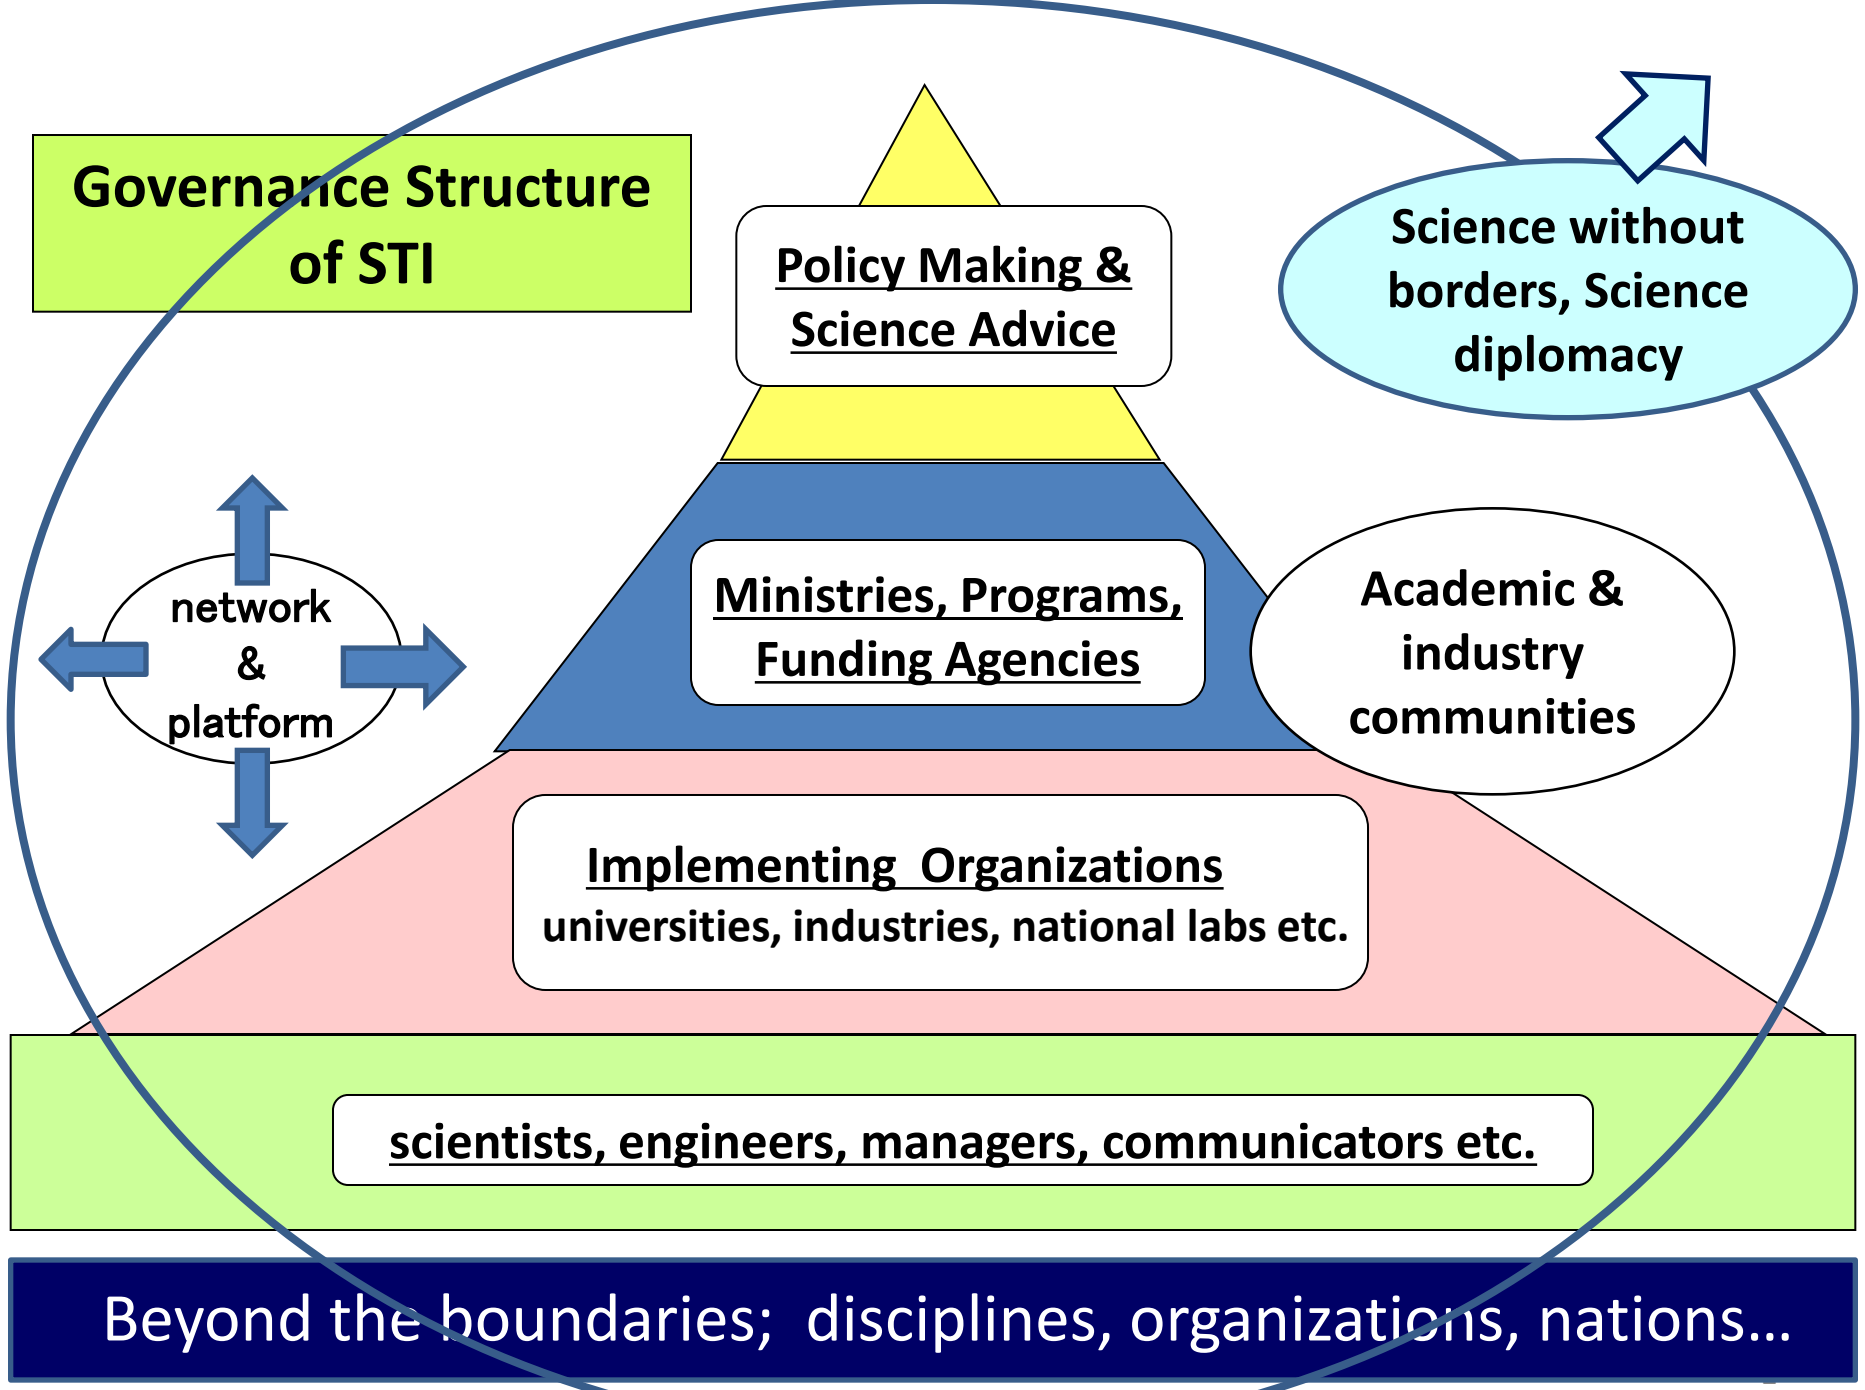 Governance Structure
of STI
Policy Making &
Science Advice
Science without
borders, Science
diplomacy
network
&
platform
Ministries, Programs,
Funding Agencies
Academic &
industry
communities
Implementing  Organizations
universities, industries, national labs etc.
scientists, engineers, managers, communicators etc.
Beyond the boundaries;  disciplines, organizations, nations…